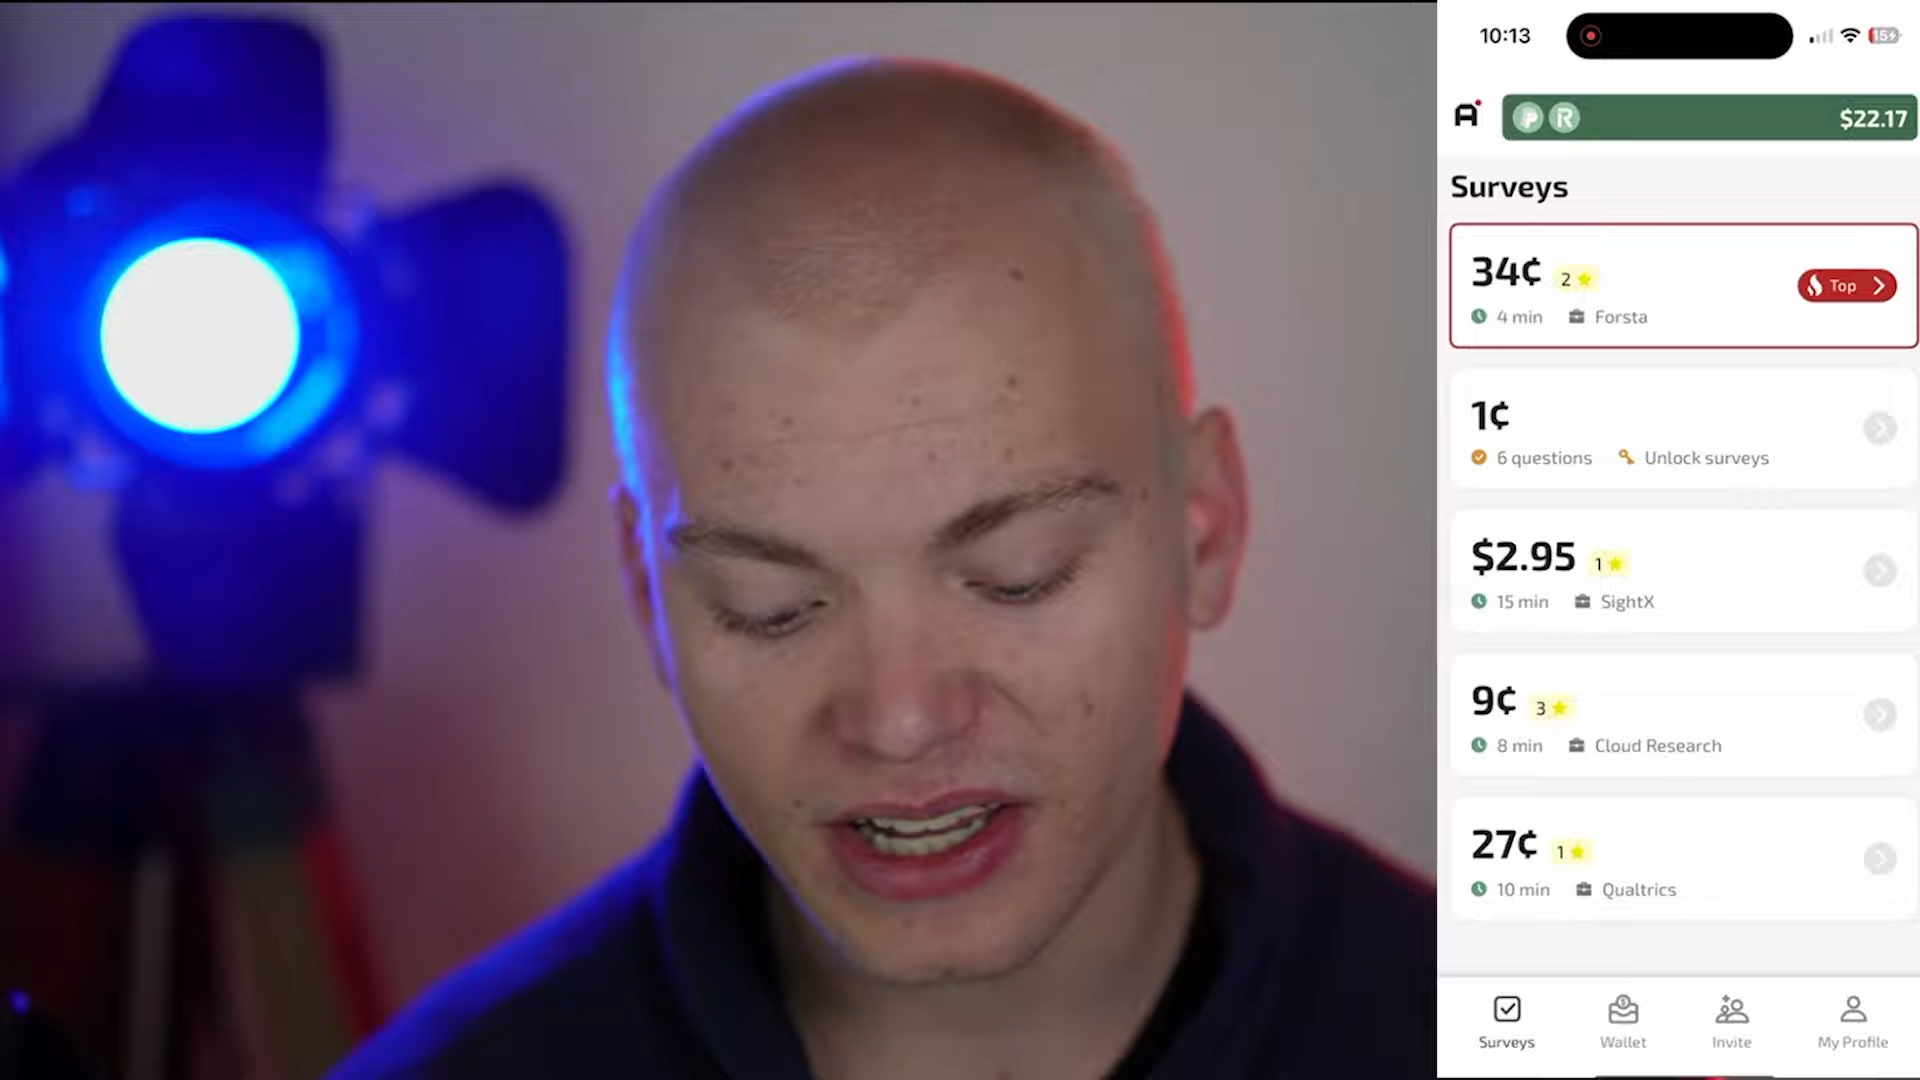 10:13
15
$22.17
Surveys
34¢ 2
Top
4 min Forsta
1¢
6 questions Unlock surveys
$2.95 1
15 min SightX
9¢ 3
8 min Cloud Research
27¢ 1
10 min Qualtrics
Surveys Wallet Invite My Profile